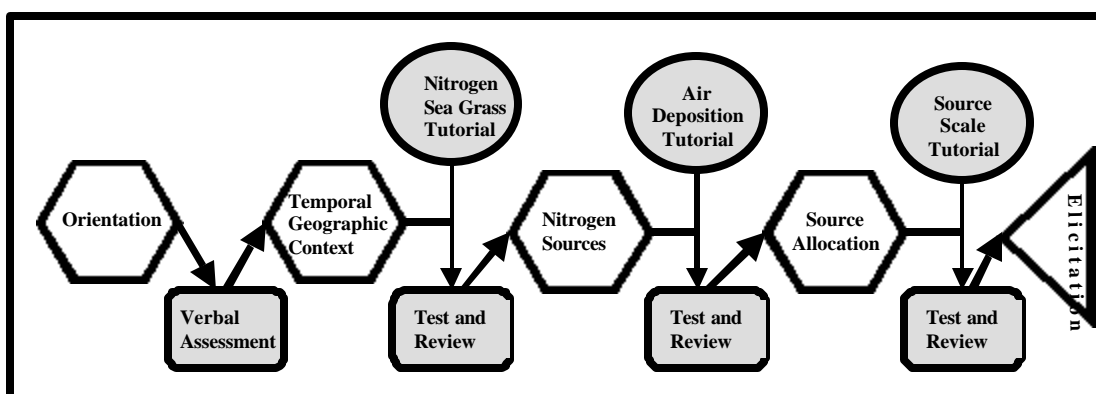 Orientation
Verbal
Assessment
Temporal
Geographic
Context
Nitrogen
Sea Grass
Tutorial
Test and
Review
Nitrogen
Sources
Air
Deposition
Tutorial
Test and
Review
Source
Allocation
Source
Scale
Tutorial
Test and
Review
Elicitation